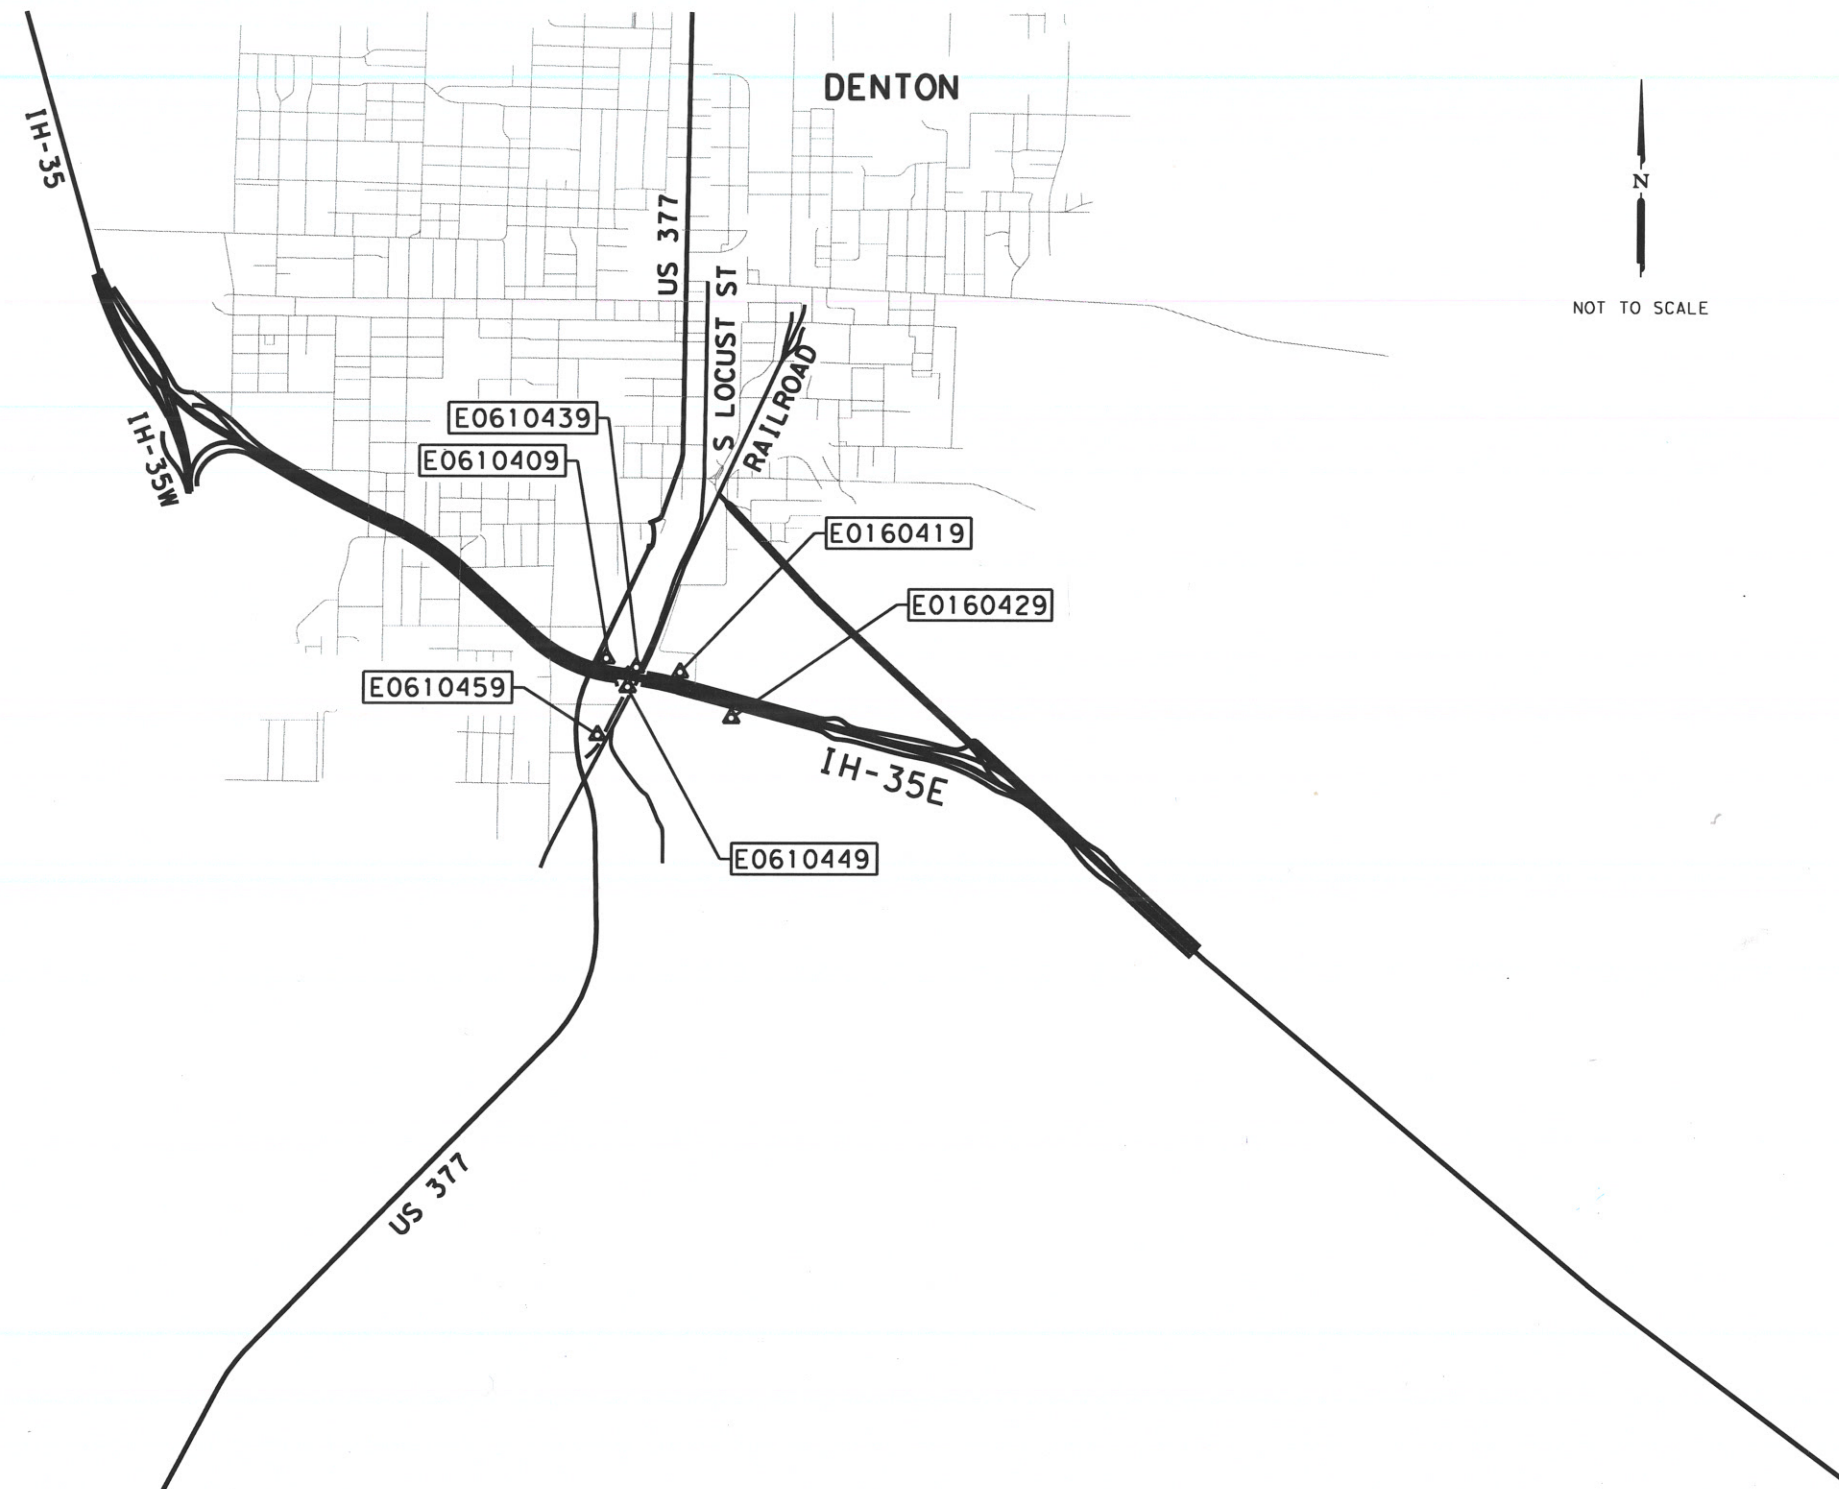 DENTON
IH-35
N
US 377
S LOCUST ST
NOT TO SCALE
RAILROAD
E0610439
IH-35W
E0610409
E0160419
E0160429
E0610459
IH-35E
E0610449
US 377